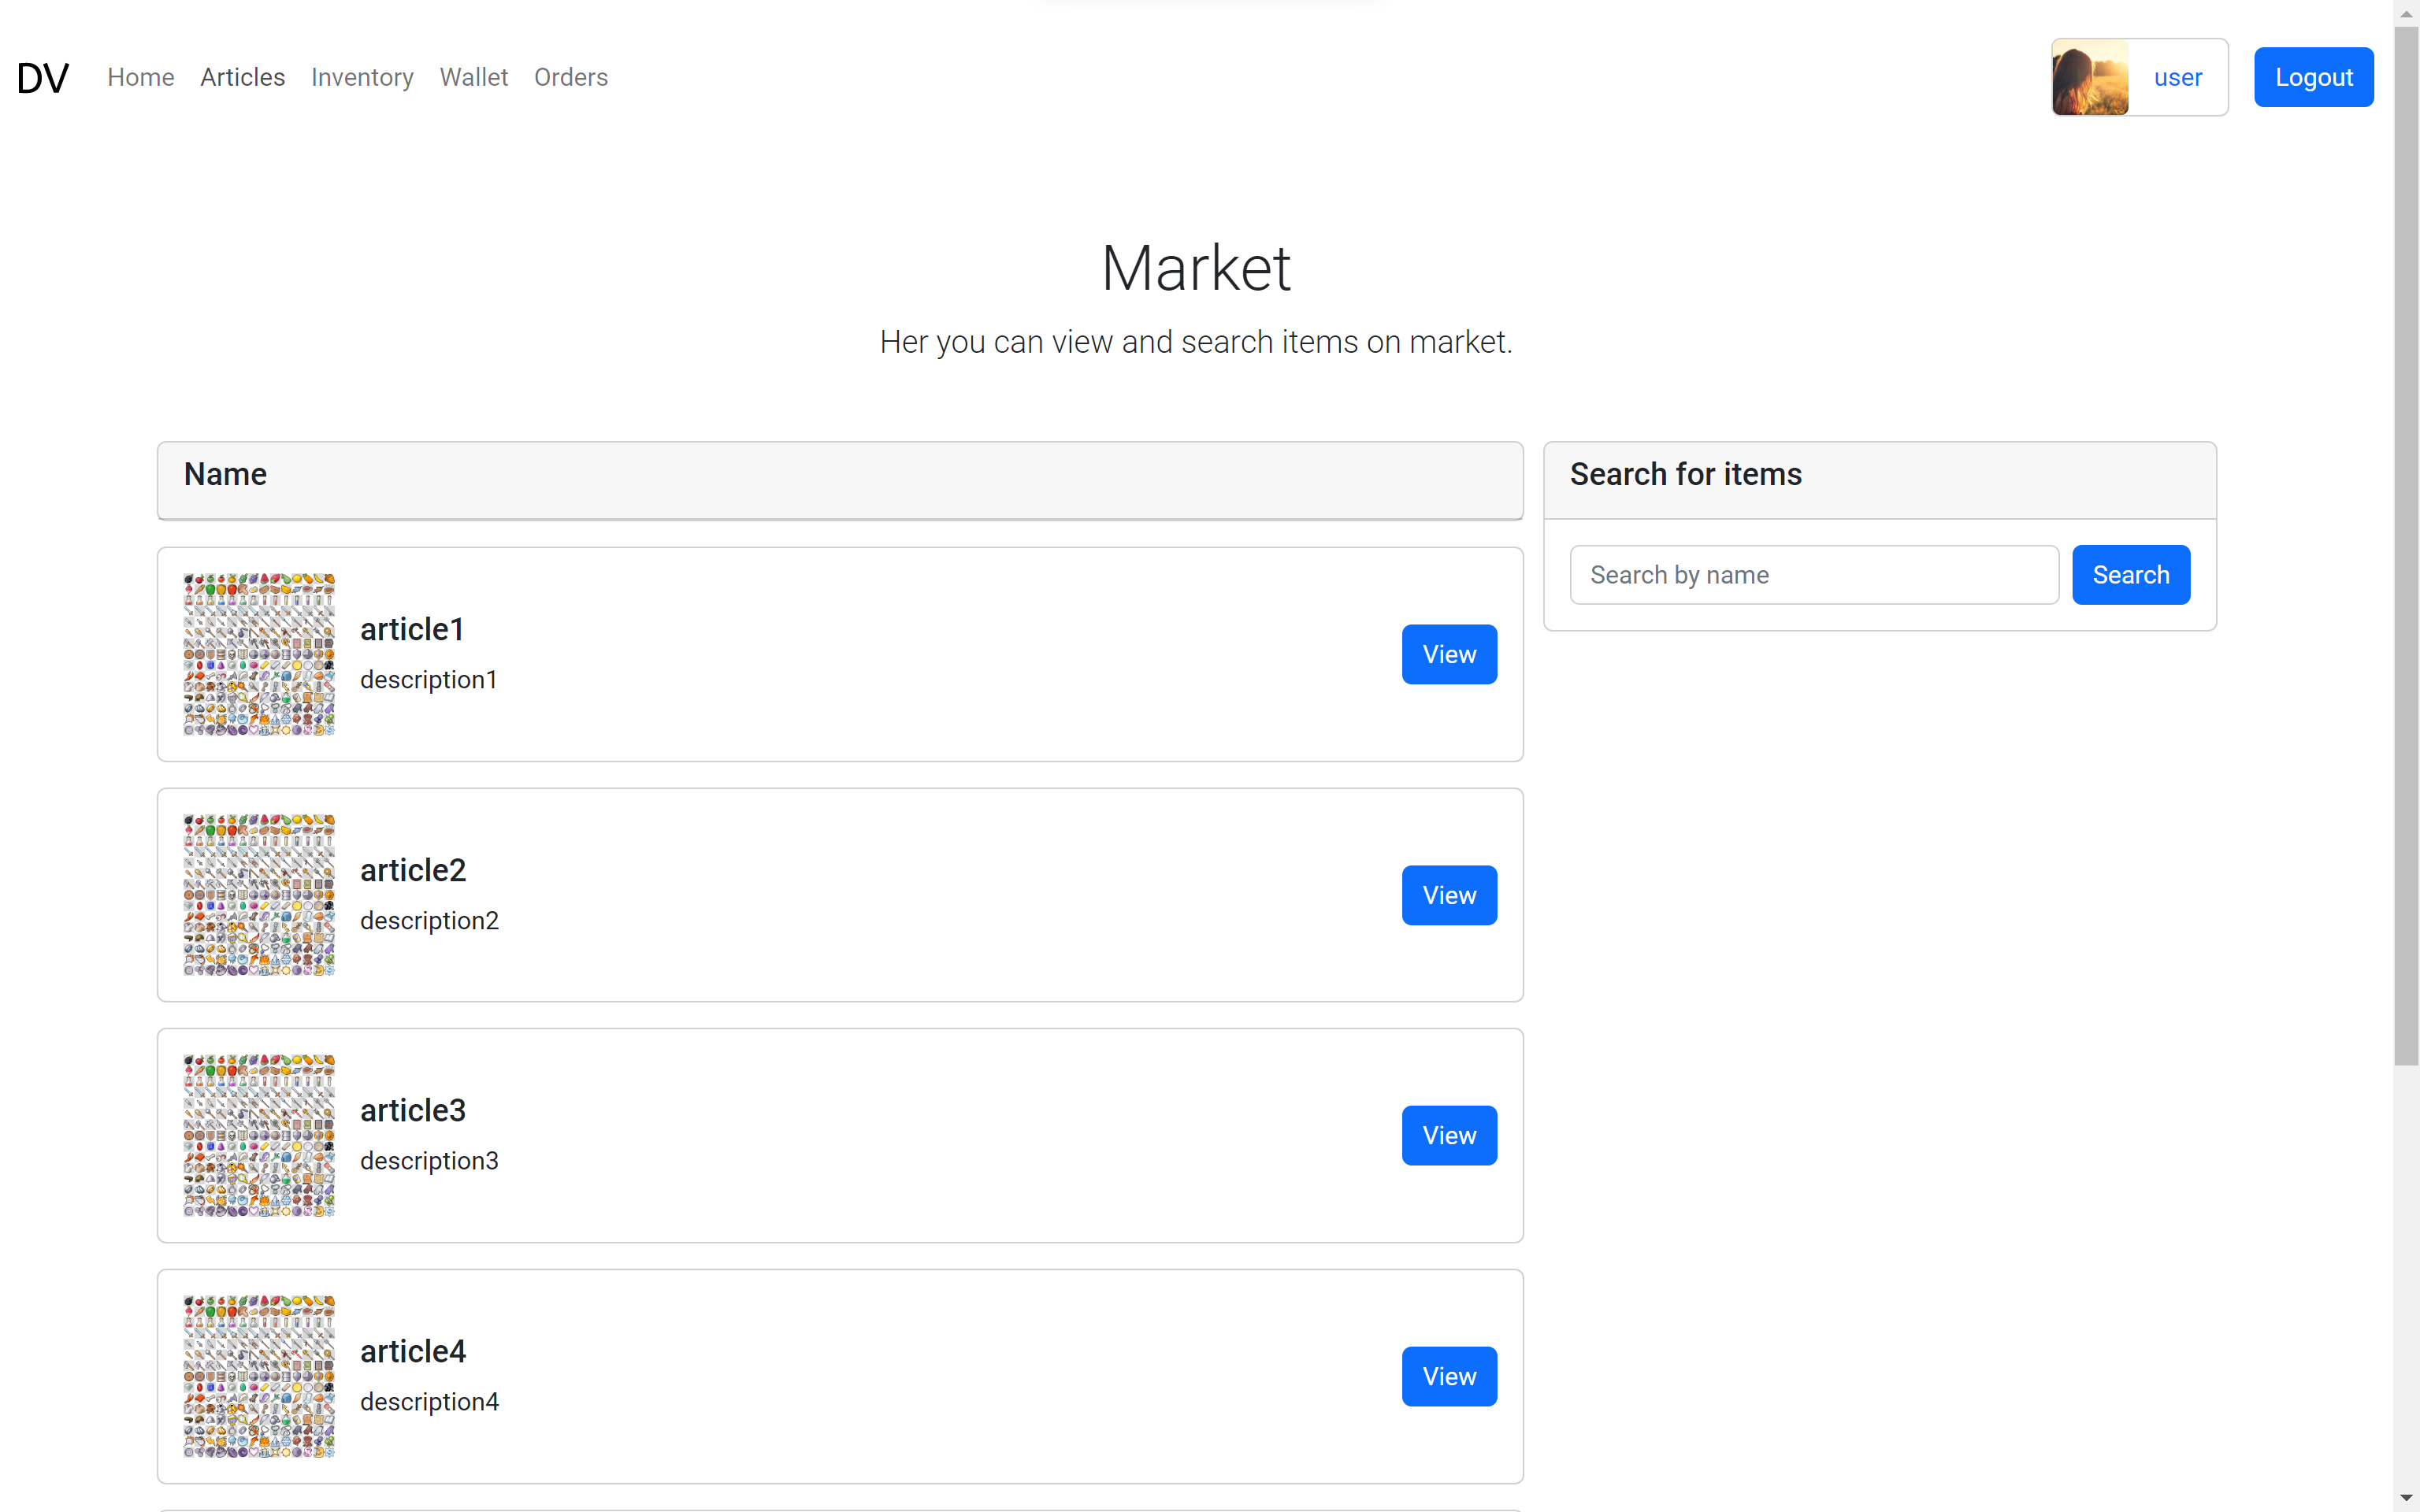 DV Home Articles Inventory Wallet Orders user Logout
Market
Her you can view and search items on market.
Name
Search for items
Search by name Search
article1
description1
View
article2
description2
View
article3
description3
View
article4
description4
View